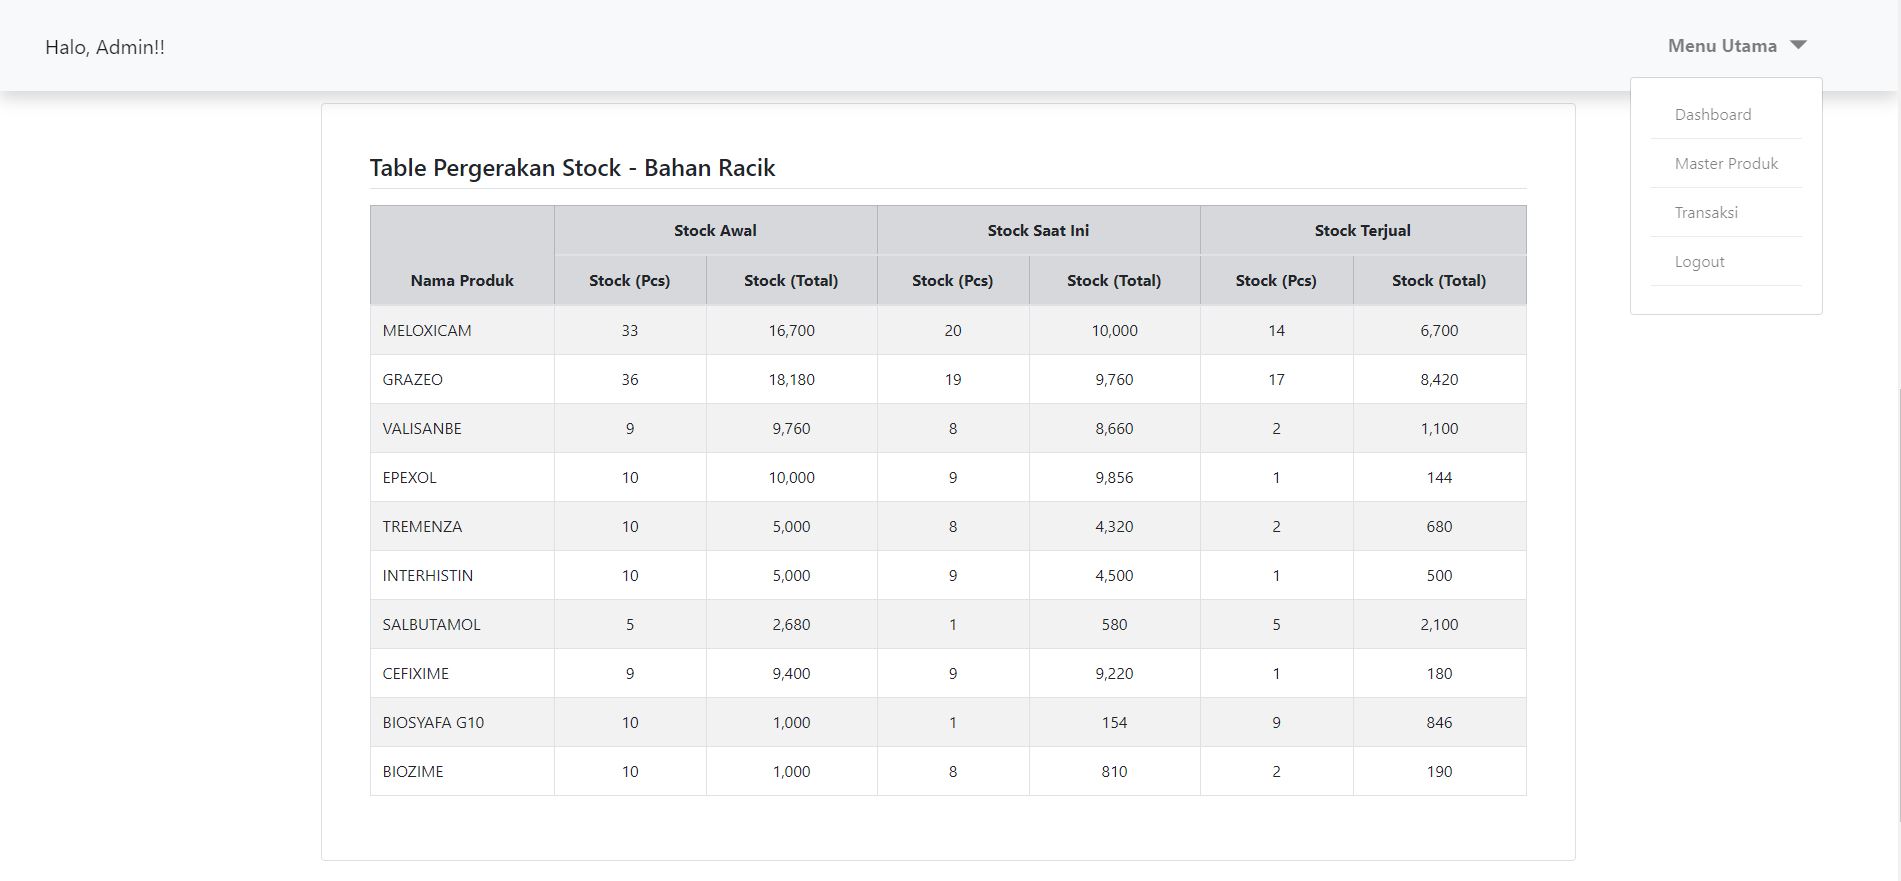 Halo, Admin!!
Menu Utama
Dashboard
Master Produk
Transaksi
Logout
Table Pergerakan Stock - Bahan Racik
Nama Produk Stock Awal Stock Saat Ini Stock Terjual
Stock (Pcs) Stock (Total) Stock (Pcs) Stock (Total) Stock (Pcs) Stock (Total)
MELOXICAM 33 16,700 20 10,000 14 6,700
GRAZEO 36 18,180 19 9,760 17 8,420
VALISANBE 9 9,760 8 8,660 2 1,100
EPEXOL 10 10,000 9 9,856 1 144
TREMENZA 10 5,000 8 4,320 2 680
INTERHISTIN 10 5,000 9 4,500 1 500
SALBUTAMOL 5 2,680 1 580 5 2,100
CEFIXIME 9 9,400 9 9,220 1 180
BIOSYAFA G10 10 1,000 1 154 9 846
BIOZIME 10 1,000 8 810 2 190